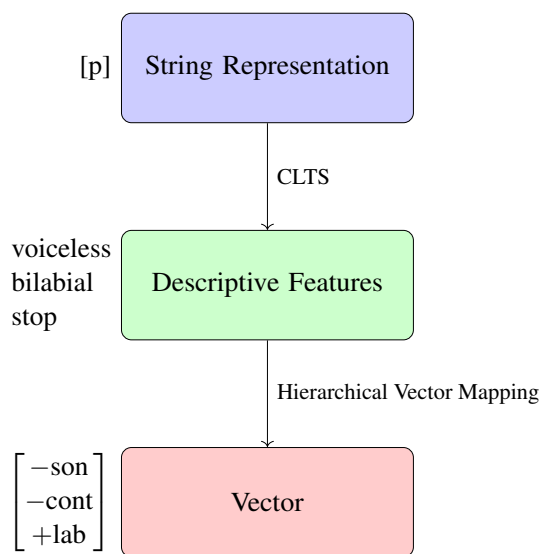 [p] String Representation
CLTS
voiceless
bilabial
stop
Descriptive Features
Hierarchical Vector Mapping
−son
−cont
+lab
Vector